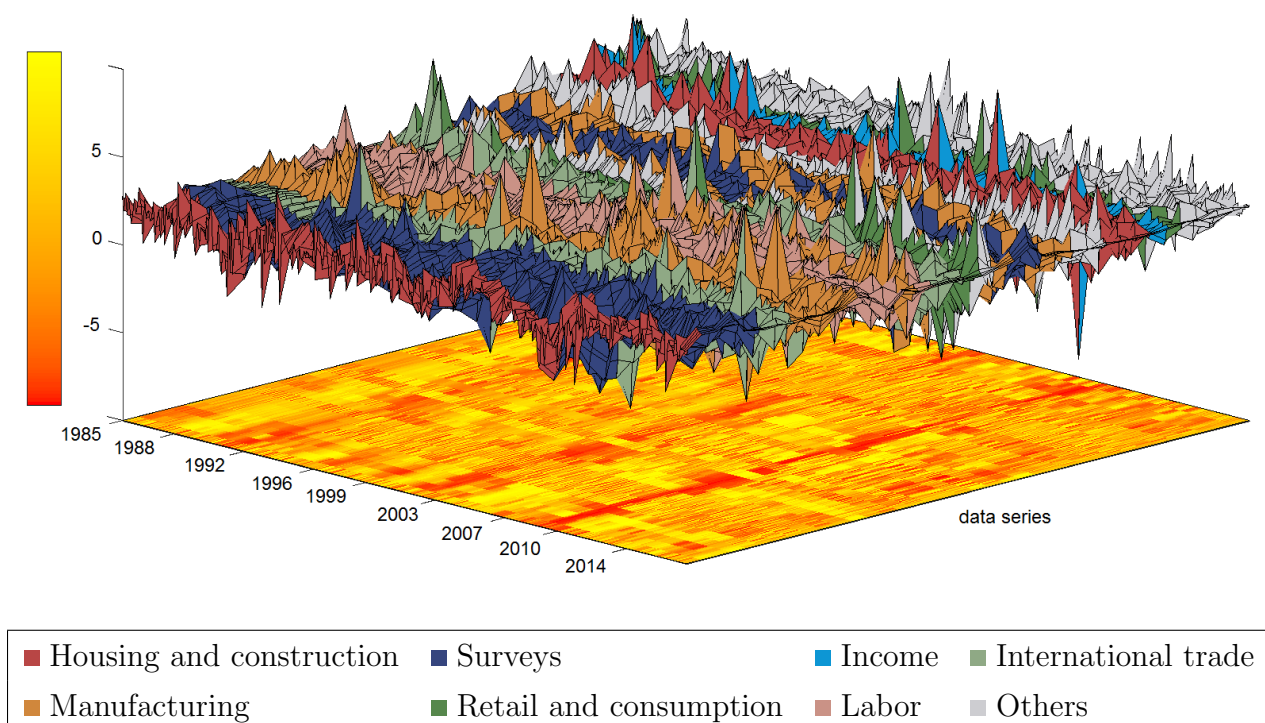 5
0
-5
1985
1988
1992
1996
1999
2003
2007
2010
2014
data series
Housing and construction
Surveys
Income
International trade
Manufacturing
Retail and consumption
Labor
Others